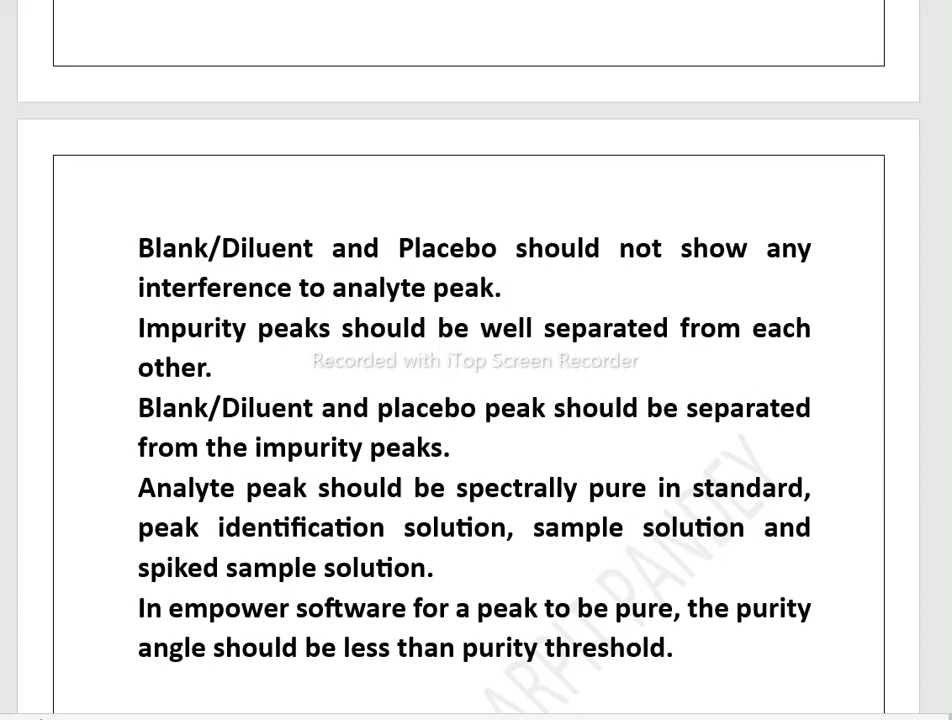 Blank/Diluent and Placebo should not show any
interference to analyte peak.
Impurity peaks should be well separated from each
other.
Recorded with iTop Screen Recorder
Blank/Diluent and placebo peak should be separated
from the impurity peaks.
Analyte peak should be spectrally pure in standard,
peak identification solution, sample solution and
spiked sample solution.
In empower software for a peak to be pure, the purity
angle should be less than purity threshold.
ARPIT PANDEY